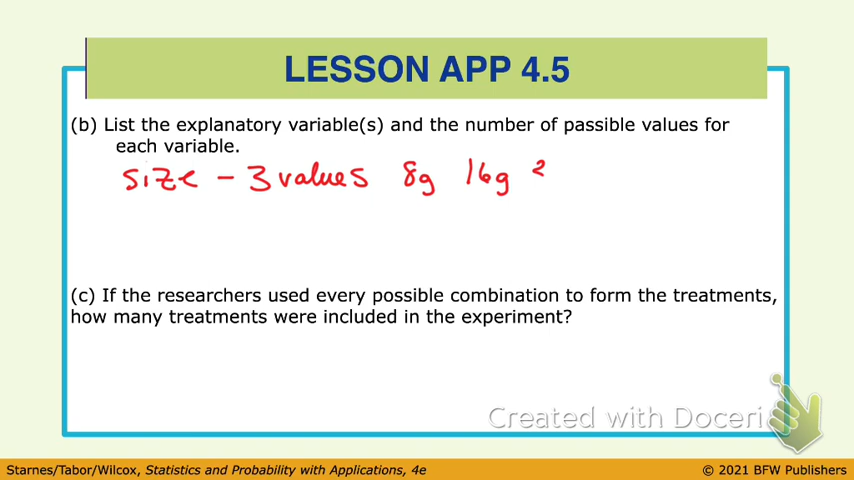 LESSON APP 4.5
(b) List the explanatory variable(s) and the number of passible values for
each variable.
size - 3 values 8g 16g 2
(c) If the researchers used every possible combination to form the treatments,
how many treatments were included in the experiment?
Created with Doceri
Starnes/Tabor/Wilcox, Statistics and Probability with Applications, 4e © 2021 BFW Publishers